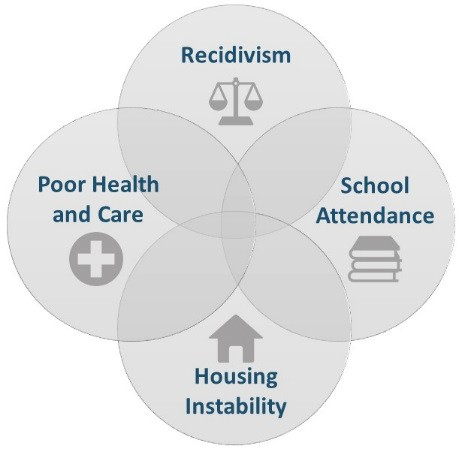 Recidivism
Poor Health
and Care
School
Attendance
Housing
Instability